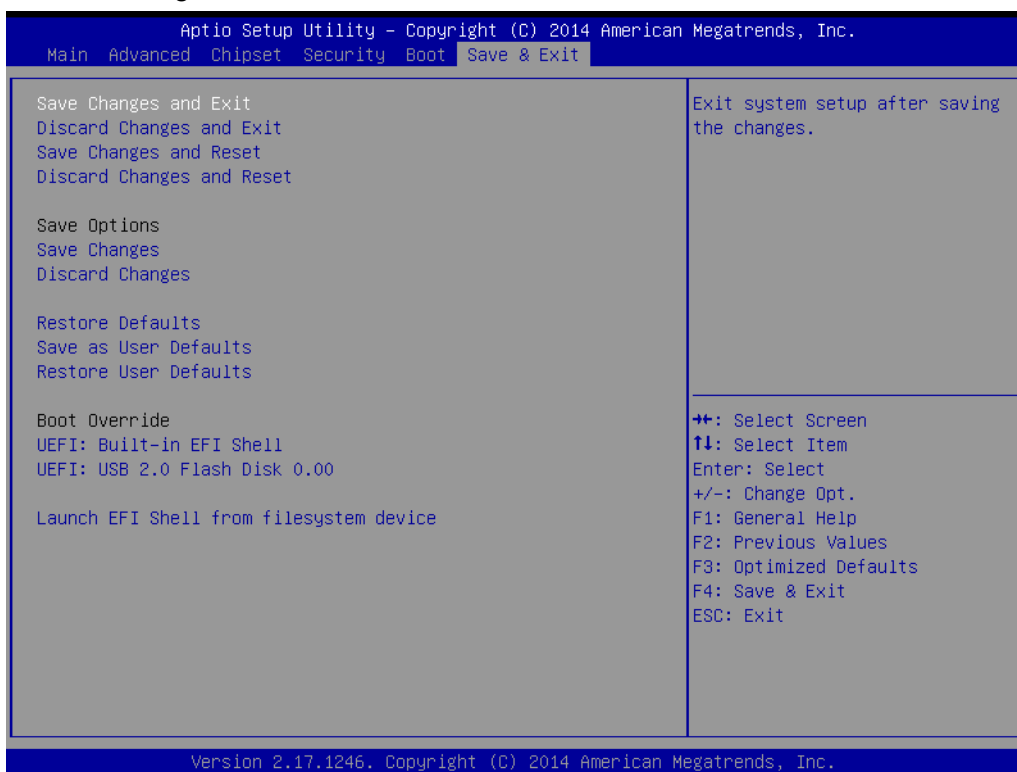 Aptio Setup Utility – Copyright (C) 2014 American Megatrends, Inc.
Main Advanced Chipset Security Boot Save & Exit
Save Changes and Exit
Discard Changes and Exit
Save Changes and Reset
Discard Changes and Reset
Save Options
Save Changes
Discard Changes
Restore Defaults
Save as User Defaults
Restore User Defaults
Boot Override
UEFI: Built-in EFI Shell
UEFI: USB 2.0 Flash Disk 0.00
Launch EFI Shell from filesystem device
Exit system setup after saving
the changes.
→←: Select Screen
↑↓: Select Item
Enter: Select
+/-: Change Opt.
F1: General Help
F2: Previous Values
F3: Optimized Defaults
F4: Save & Exit
ESC: Exit
Version 2.17.1246. Copyright (C) 2014 American Megatrends, Inc.